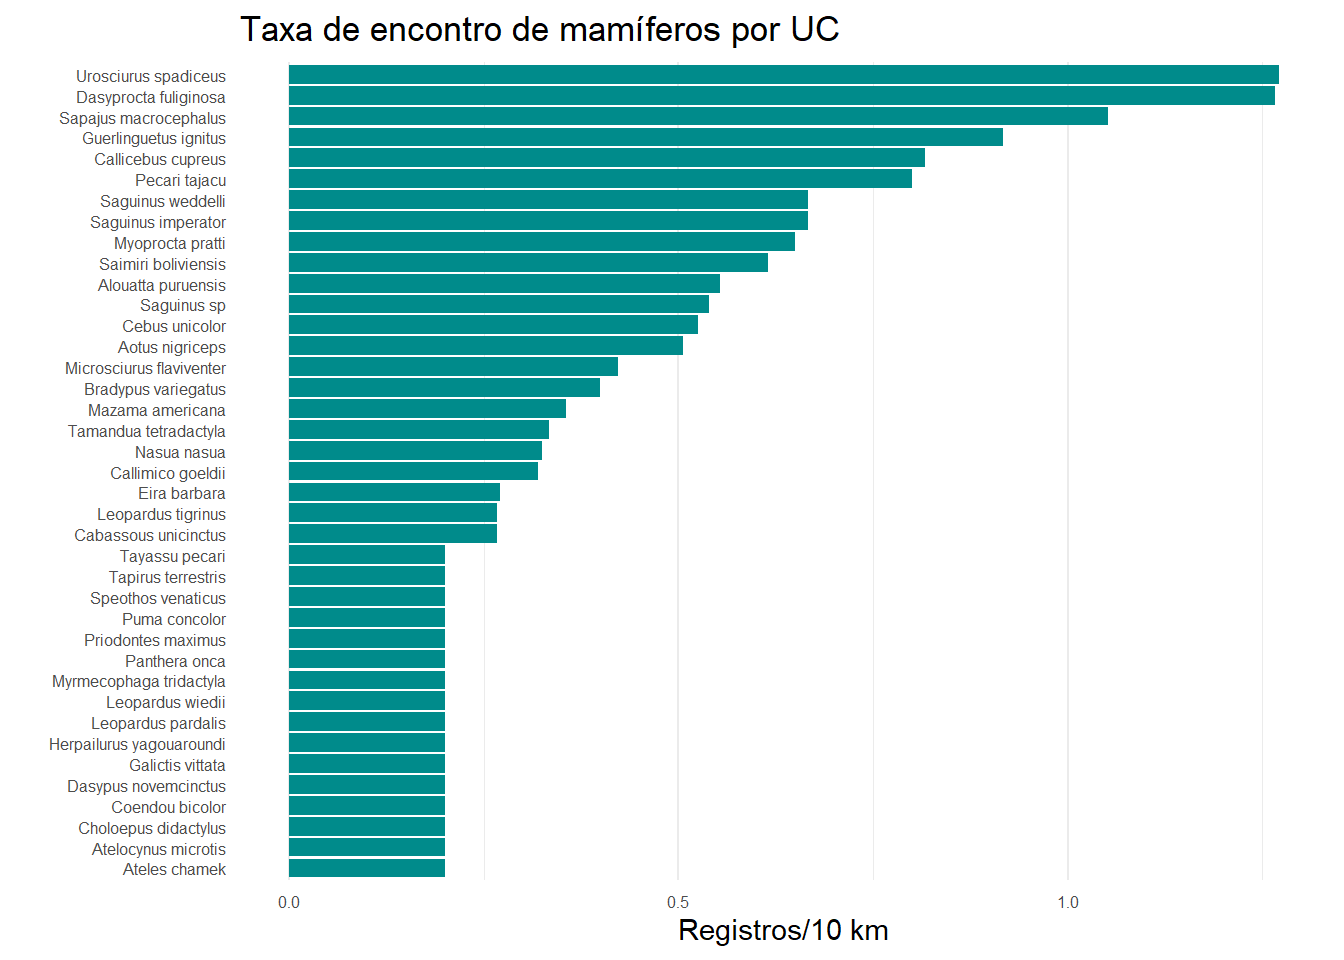 Taxa de encontro de mamíferos por UC
Urosciurus spadiceus
Dasyprocta fuliginosa
Sapajus macrocephalus
Guerlinguetus ignitus
Callicebus cupreus
Pecari tajacu
Saguinus weddelli
Saguinus imperator
Myoprocta pratti
Saimiri boliviensis
Alouatta puruensis
Saguinus sp
Cebus unicolor
Aotus nigriceps
Microsciurus flaviventer
Bradypus variegatus
Mazama americana
Tamandua tetradactyla
Nasua nasua
Callimico goeldii
Eira barbara
Leopardus tigrinus
Cabassous unicinctus
Tayassu pecari
Tapirus terrestris
Speothos venaticus
Puma concolor
Priodontes maximus
Panthera onca
Myrmecophaga tridactyla
Leopardus wiedii
Leopardus pardalis
Herpailurus yagouaroundi
Galictis vittata
Dasypus novemcinctus
Coendou bicolor
Choloepus didactylus
Atelocynus microtis
Ateles chamek
0.0 0.5 1.0
Registros/10 km